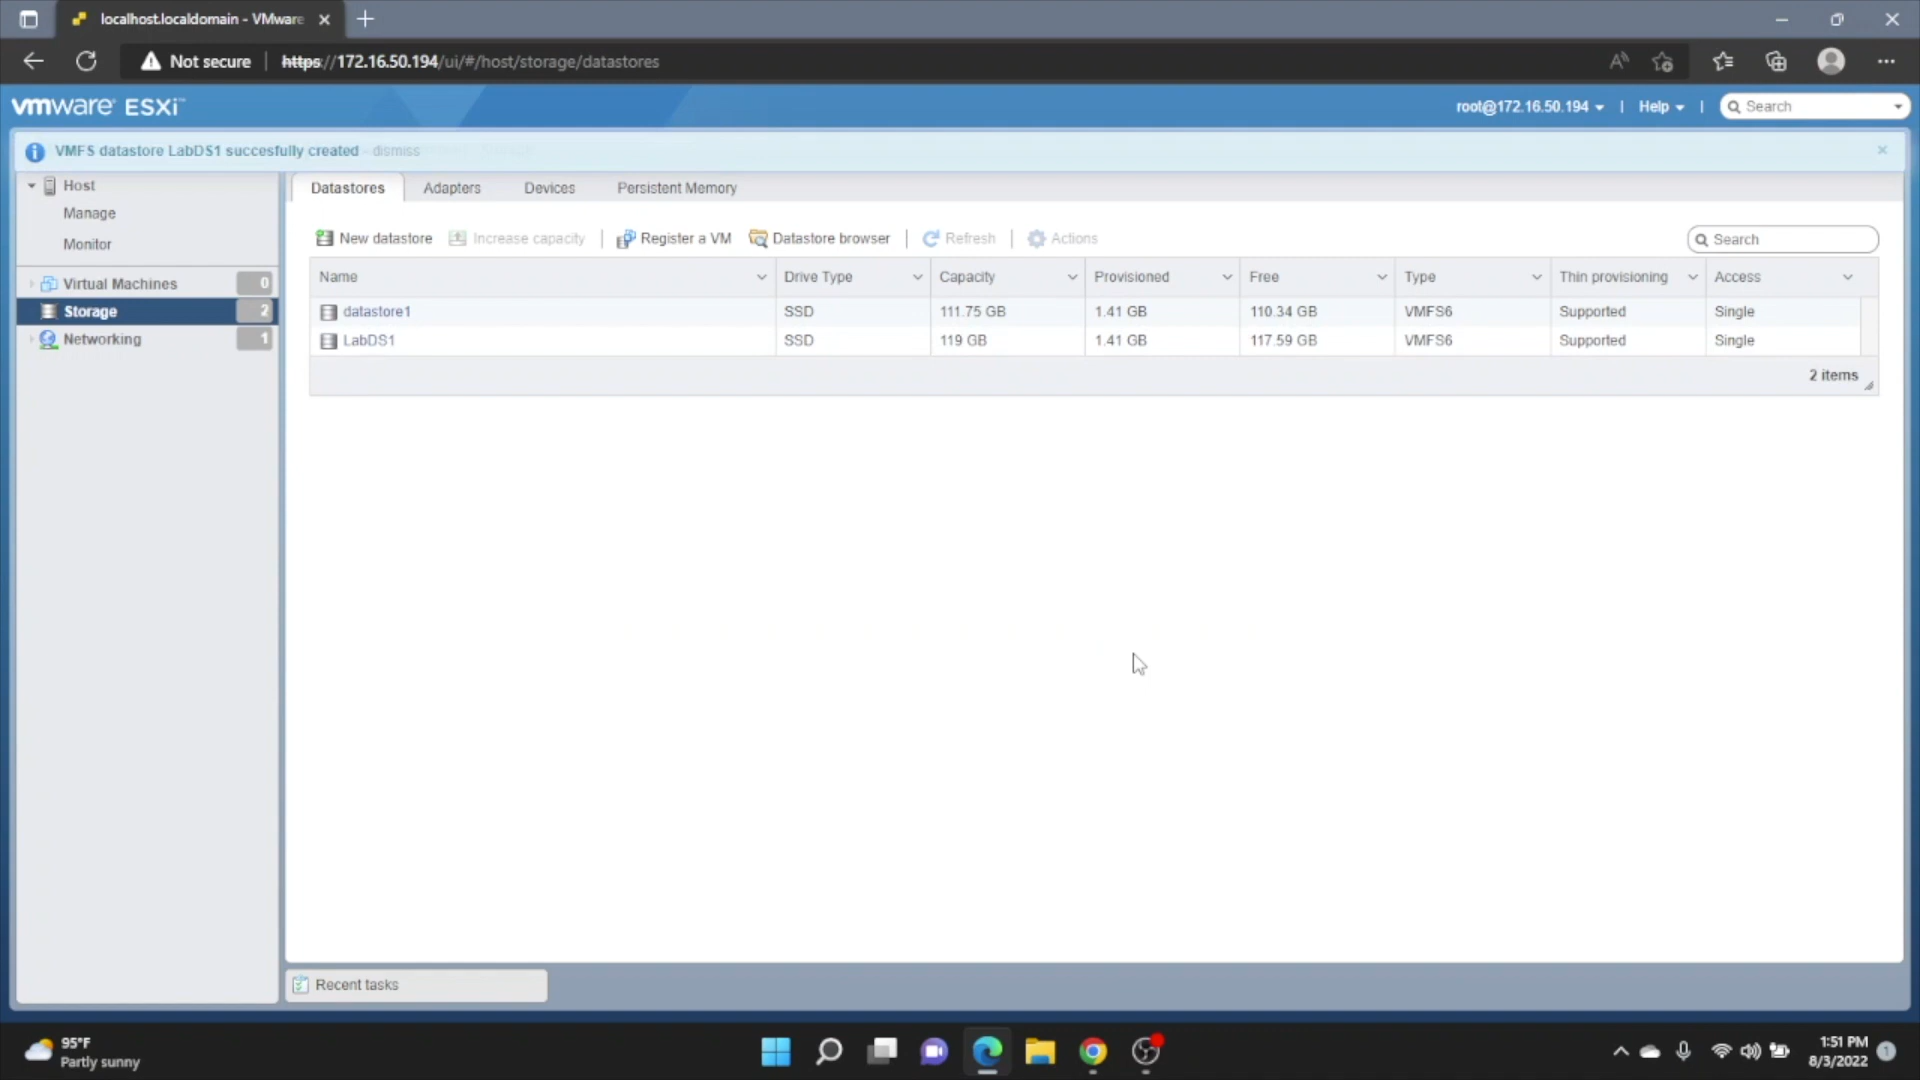 localhost.localdomain - VMware
Not secure https://172.16.50.194/ui/#/host/storage/datastores
vmware ESXi™
root@172.16.50.194 | Help | Search
VMFS datastore LabDS1 succesfully created - dismiss
Host
Manage
Monitor
Virtual Machines 0
Storage 2
Networking 1
Datastores Adapters Devices Persistent Memory
New datastore Increase capacity | Register a VM Datastore browser | Refresh | Actions Search
Name Drive Type Capacity Provisioned Free Type Thin provisioning Access
datastore1 SSD 111.75 GB 1.41 GB 110.34 GB VMFS6 Supported Single
LabDS1 SSD 119 GB 1.41 GB 117.59 GB VMFS6 Supported Single
2 items
Recent tasks
95°F
Partly sunny
1:51 PM
8/3/2022
1